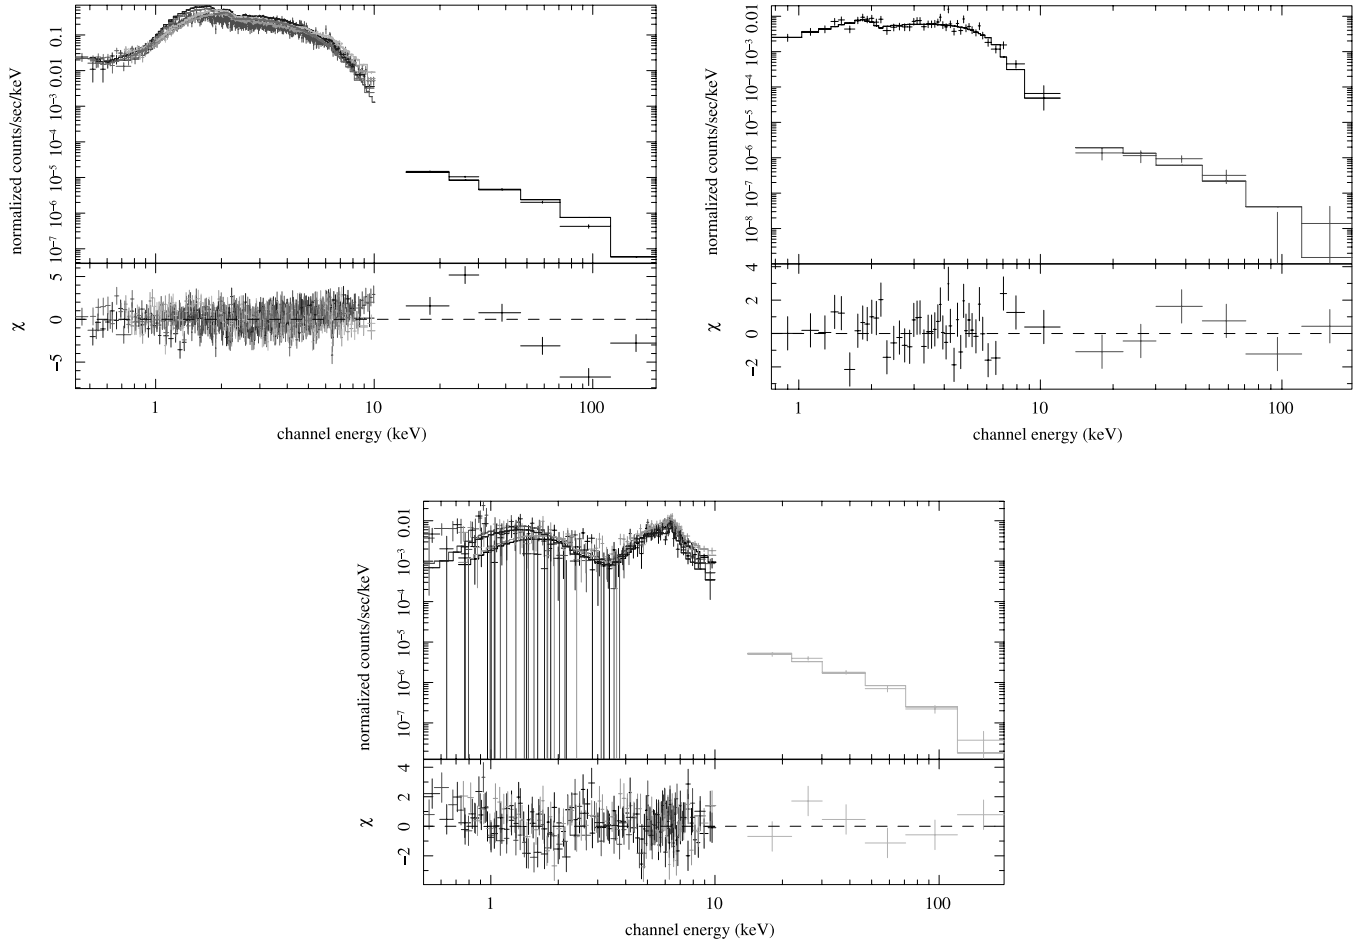 normalized counts/sec/keV
0.1
0.01
10⁻³
10⁻⁴
10⁻⁵
10⁻⁶
10⁻⁷
χ
5
0
−5
1 10 100
channel energy (keV)
normalized counts/sec/keV
0.01
10⁻³
10⁻⁴
10⁻⁵
10⁻⁶
10⁻⁷
10⁻⁸
χ
4
2
0
−2
1 10 100
channel energy (keV)
normalized counts/sec/keV
0.01
10⁻³
10⁻⁴
10⁻⁵
10⁻⁶
10⁻⁷
χ
4
2
0
−2
1 10 100
channel energy (keV)